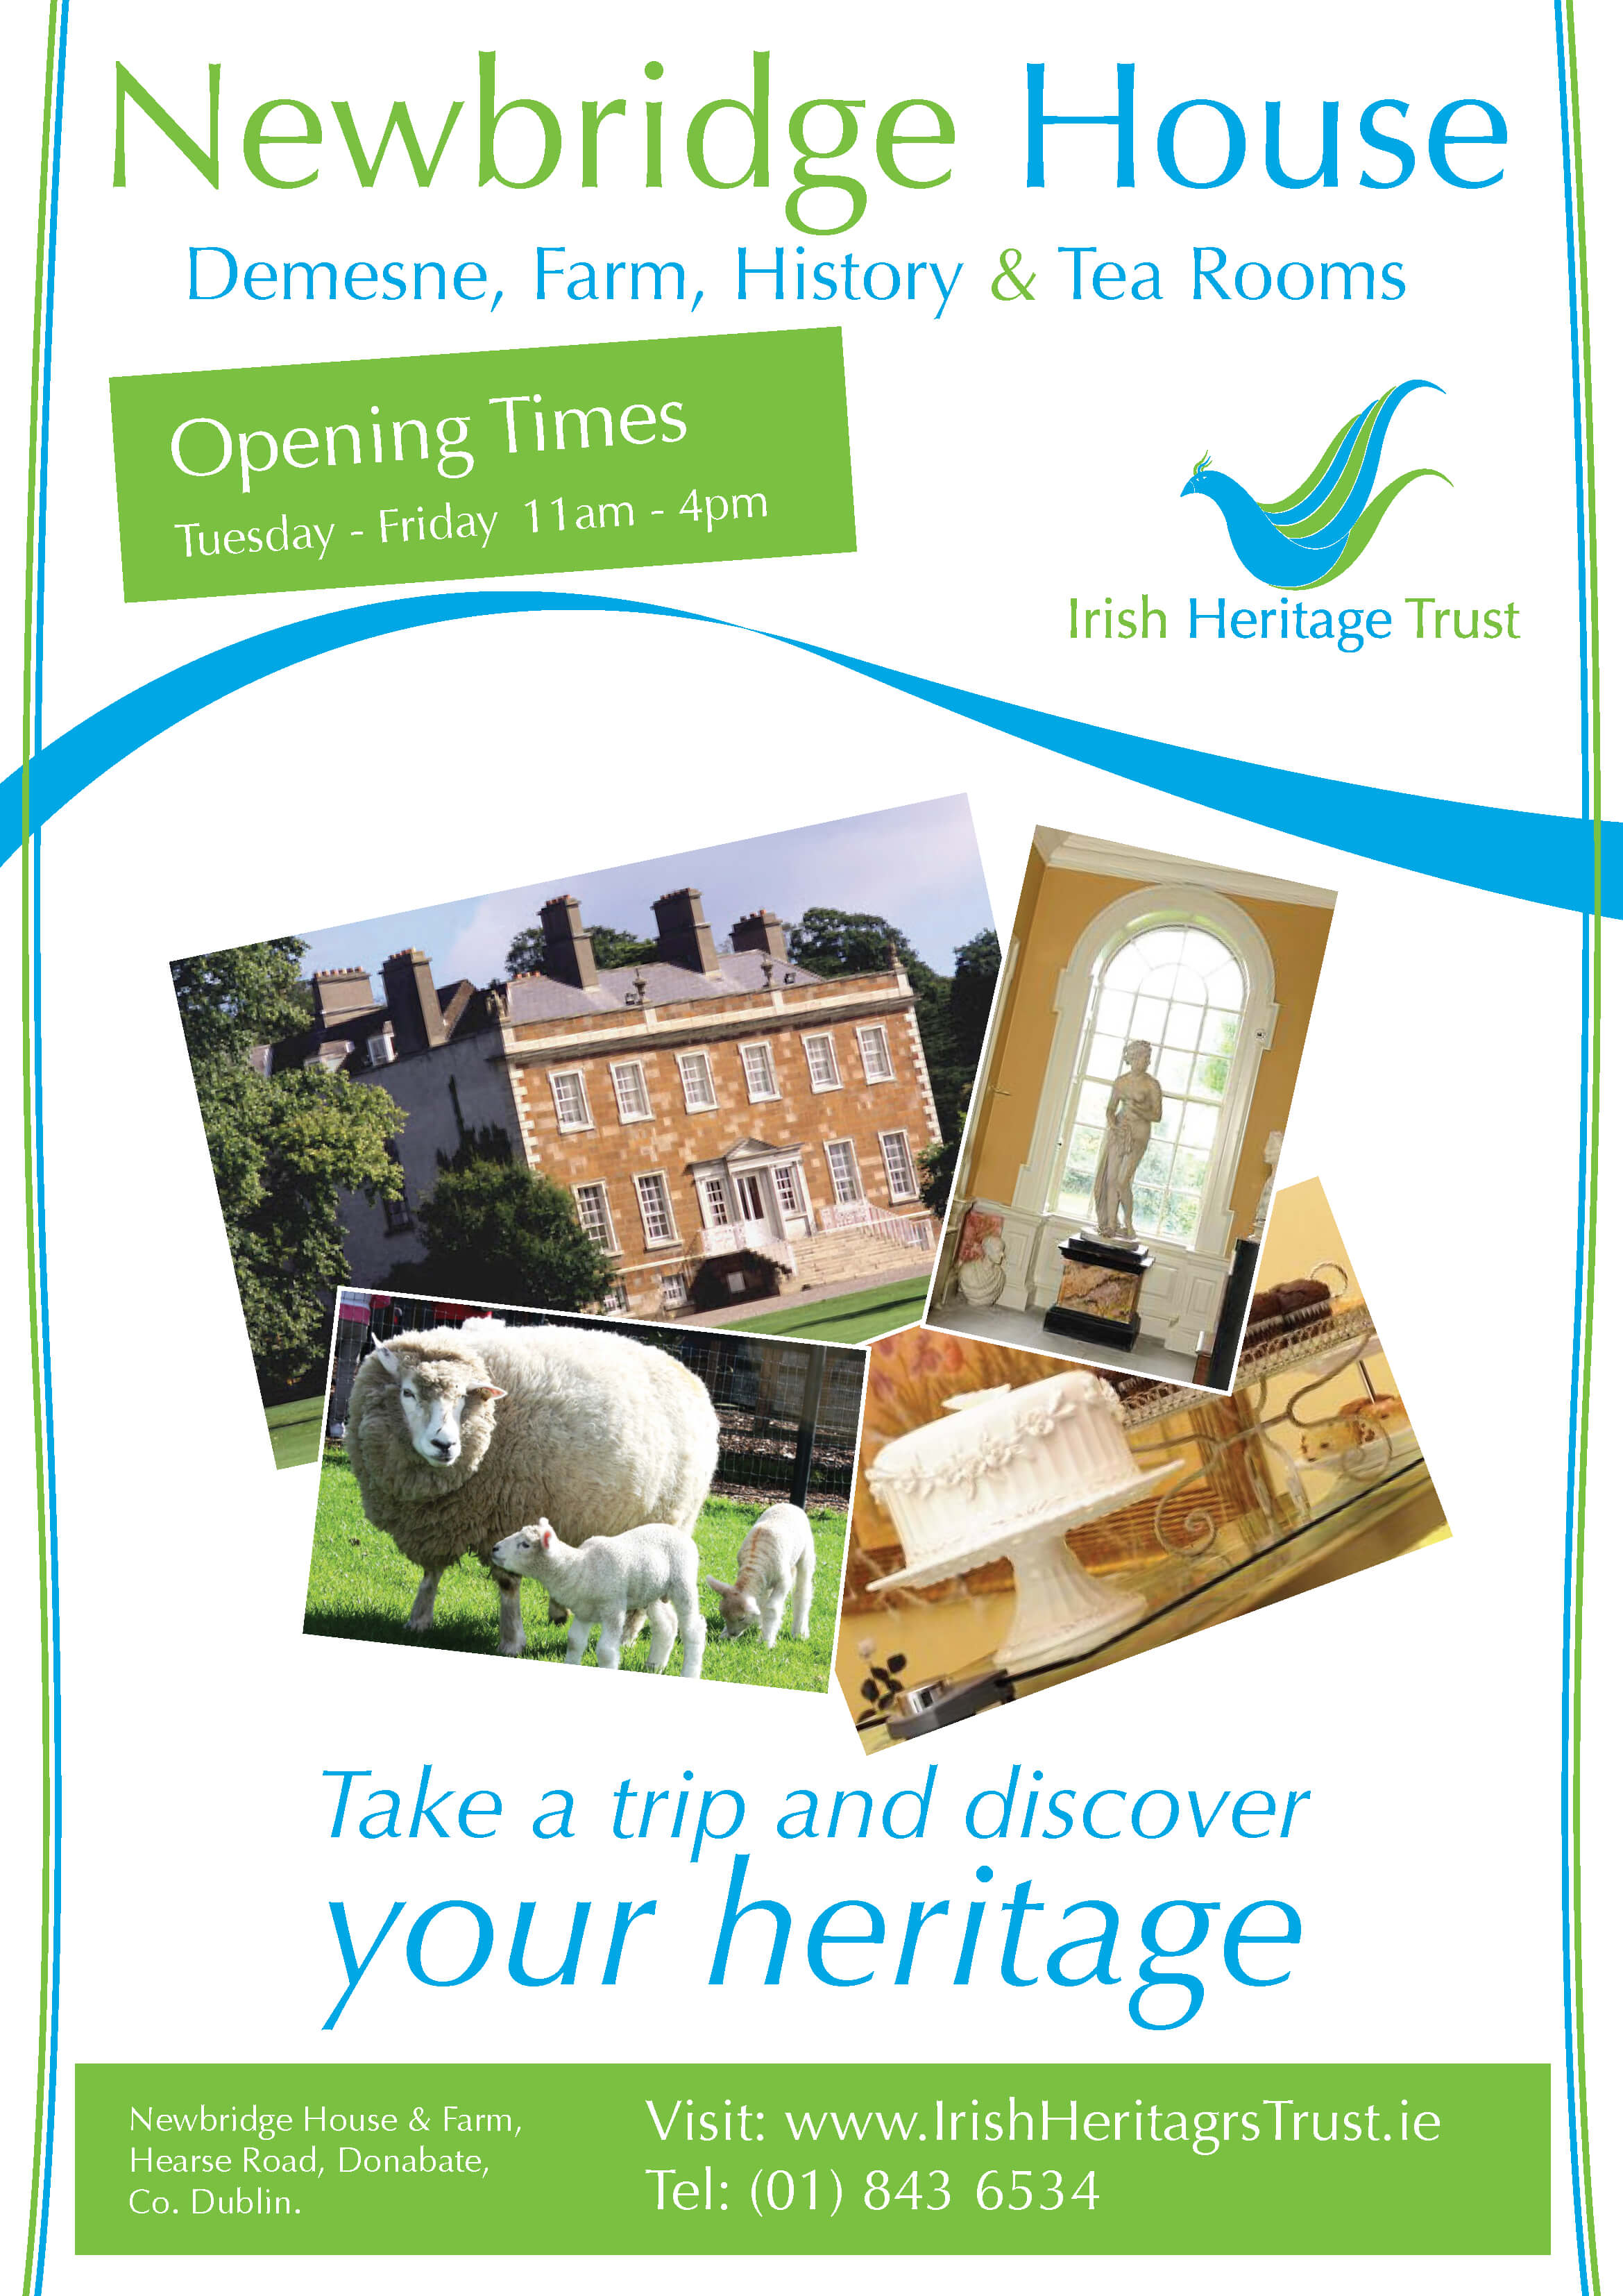 Newbridge House
Demesne, Farm, History & Tea Rooms
Opening Times
Tuesday - Friday 11am - 4pm
Irish Heritage Trust
Take a trip and discover
your heritage
Newbridge House & Farm,
Hearse Road, Donabate,
Co. Dublin.
Visit: www.IrishHeritagrsTrust.ie
Tel: (01) 843 6534